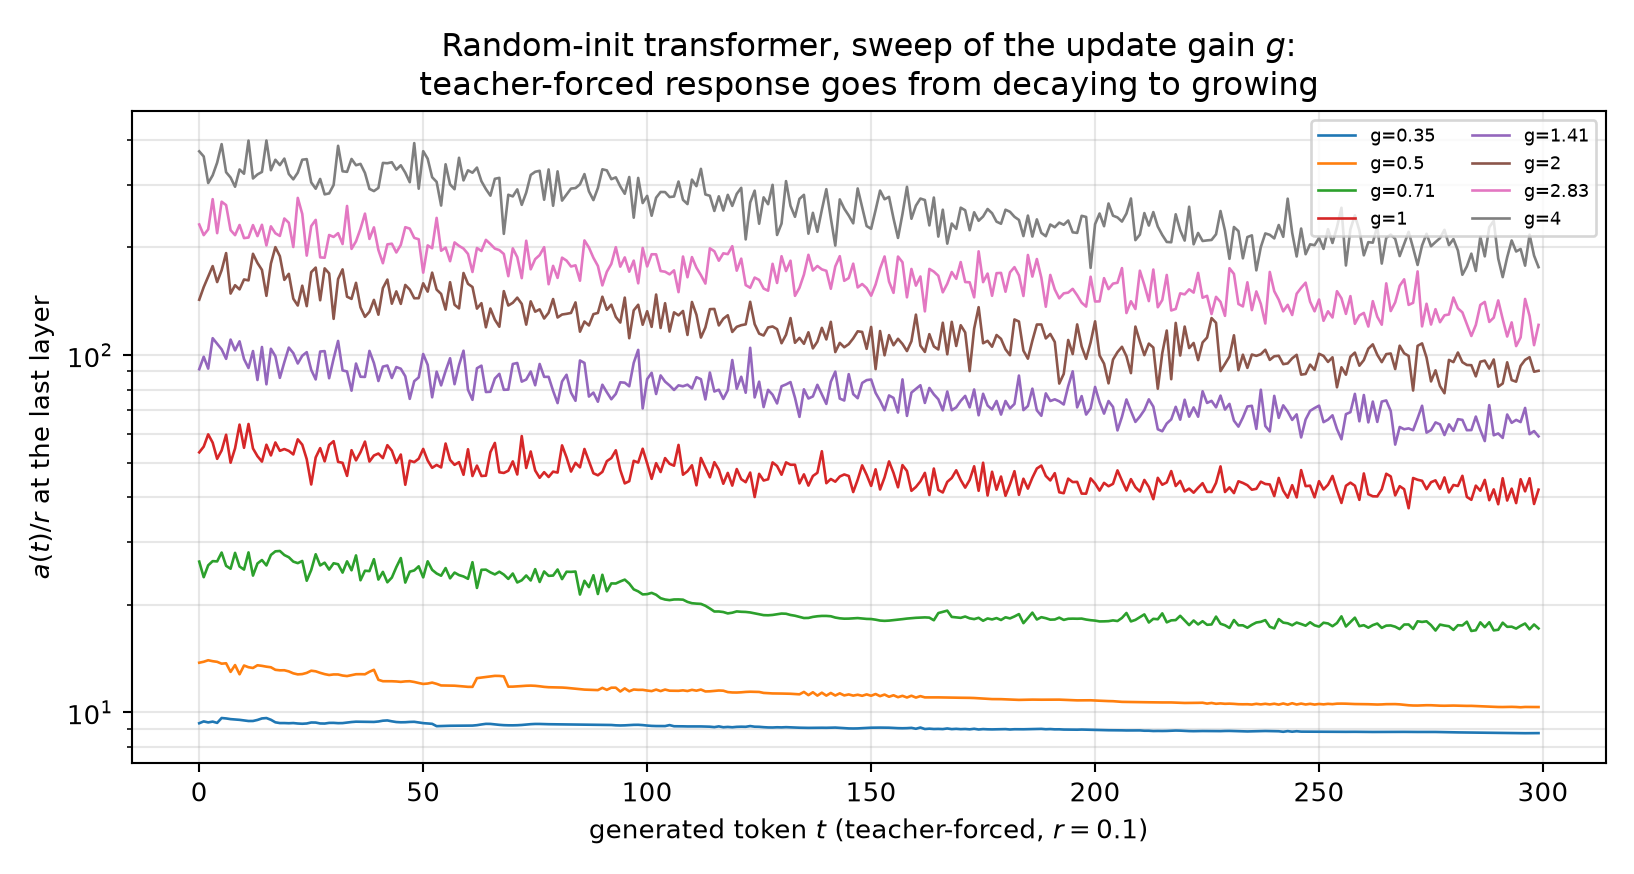 Random-init transformer, sweep of the update gain g:
teacher-forced response goes from decaying to growing
a(t)/r at the last layer
10²
10¹
g=0.35
g=0.5
g=0.71
g=1
g=1.41
g=2
g=2.83
g=4
0 50 100 150 200 250 300
generated token t (teacher-forced, r = 0.1)